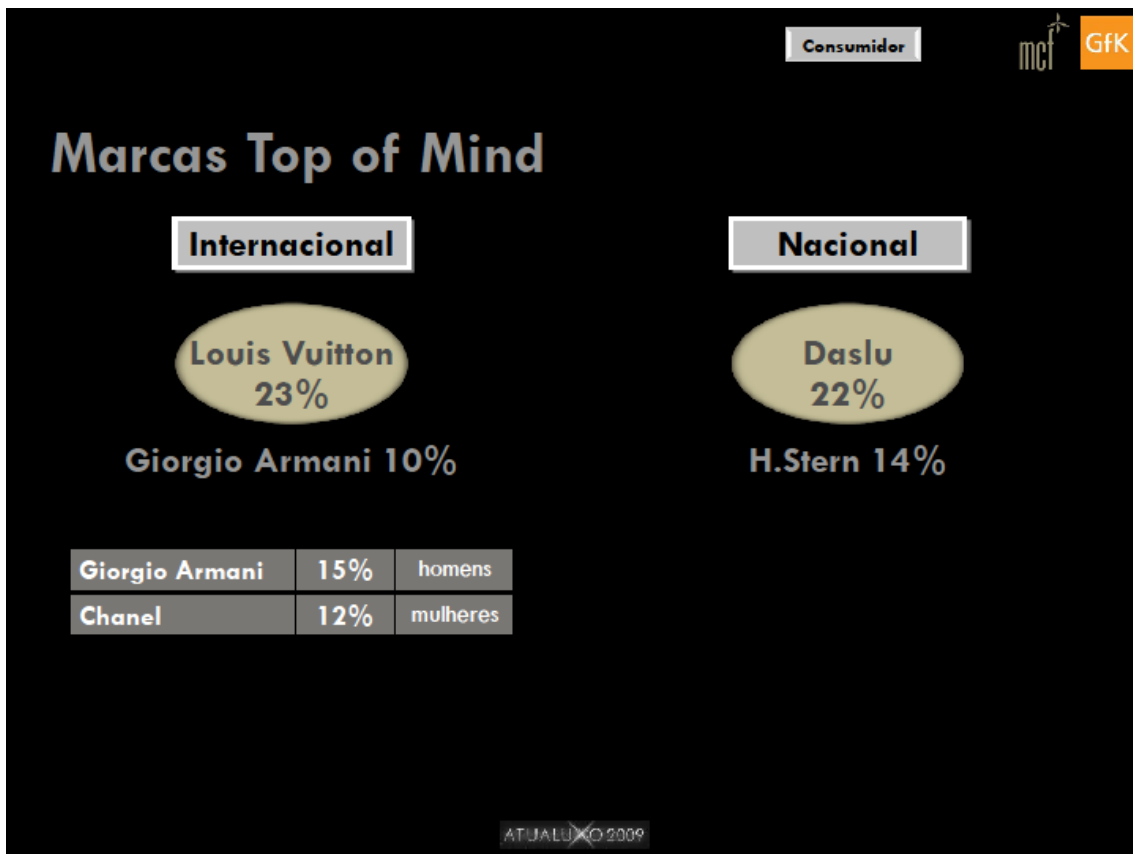 Consumidor
mcf
GfK
Marcas Top of Mind
Internacional
Louis Vuitton
23%
Giorgio Armani 10%
Nacional
Daslu
22%
H.Stern 14%
Giorgio Armani 15% homens
Chanel 12% mulheres
ATUALUXO 2009